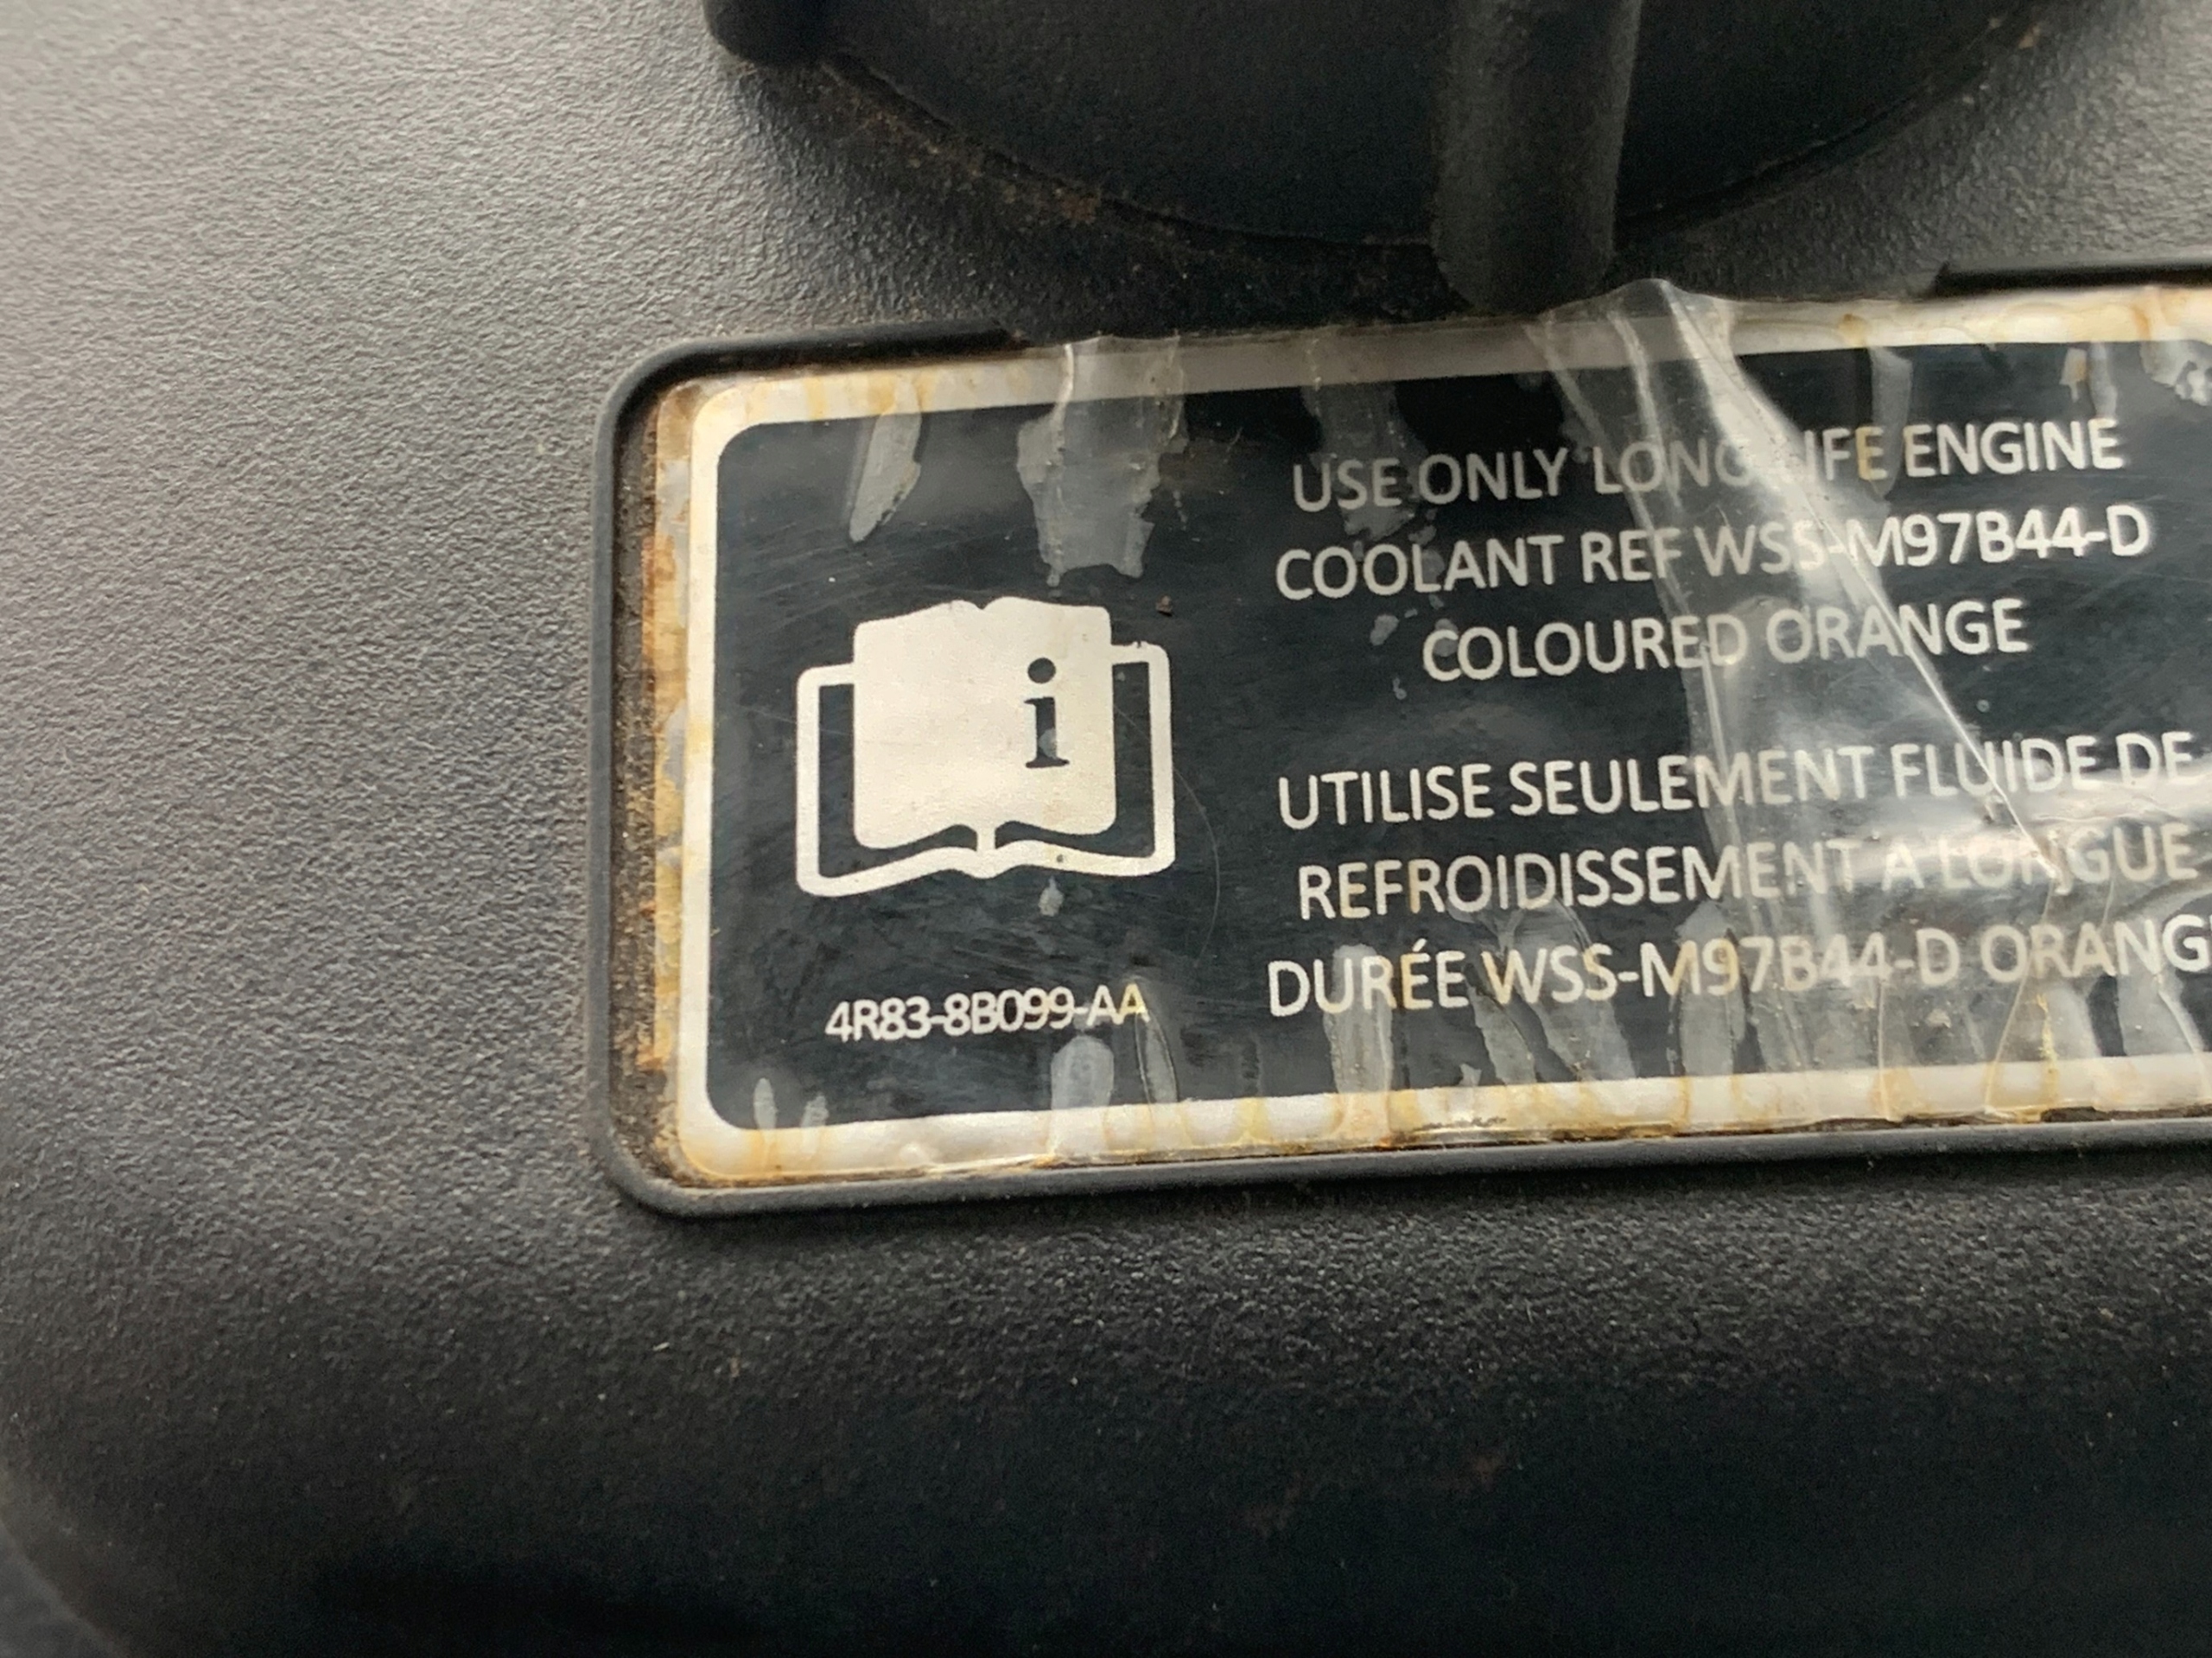 USE ONLY LONG LIFE ENGINE
COOLANT REF WSS-M97B44-D
COLOURED ORANGE
UTILISE SEULEMENT FLUIDE DE
REFROIDISSEMENT A LONGUE
DURÉE WSS-M97B44-D ORANG
i
4R83-8B099-AA